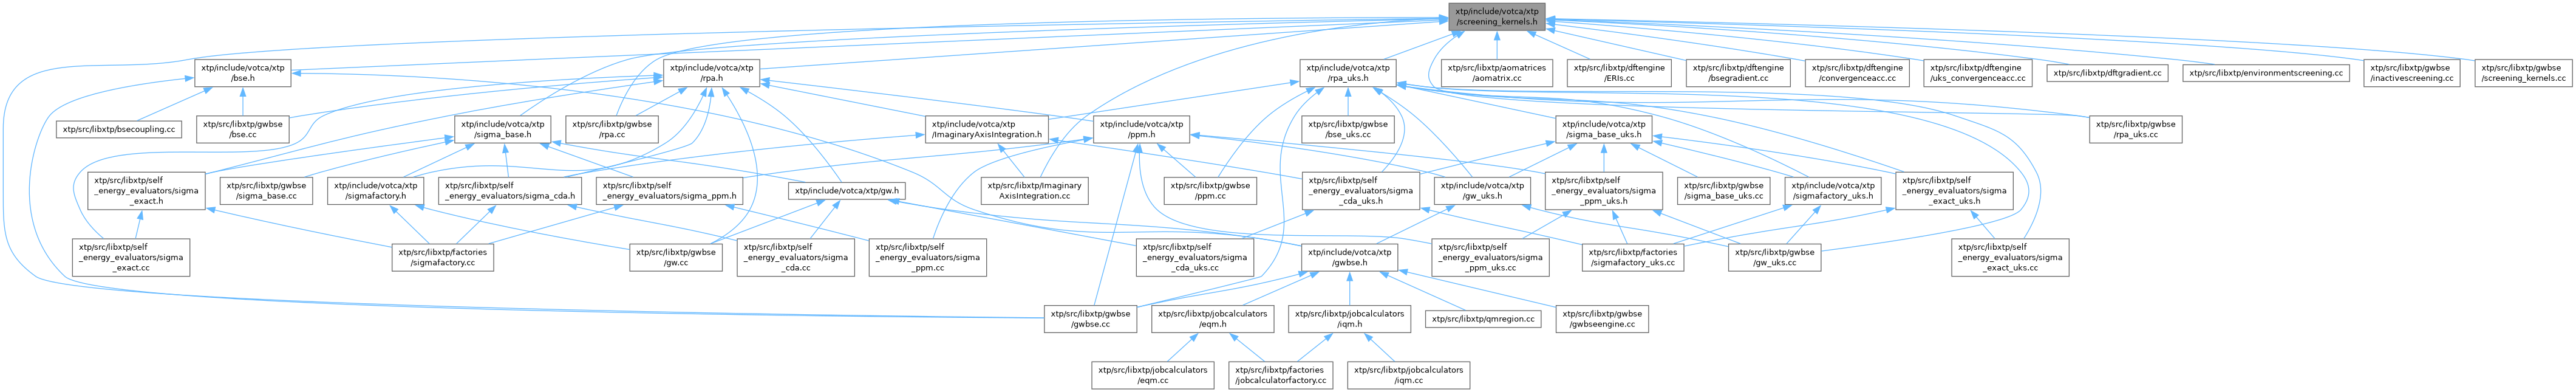 xtp/include/votca/xtp
/screening_kernels.h
xtp/include/votca/xtp
/bse.h
xtp/include/votca/xtp
/rpa.h
xtp/include/votca/xtp
/rpa_uks.h
xtp/src/libxtp/aomatrices
/aomatrix.cc
xtp/src/libxtp/dftengine
/ERIs.cc
xtp/src/libxtp/dftengine
/bsegradient.cc
xtp/src/libxtp/dftengine
/convergenceacc.cc
xtp/src/libxtp/dftengine
/uks_convergenceacc.cc
xtp/src/libxtp/dftgradient.cc
xtp/src/libxtp/environmentscreening.cc
xtp/src/libxtp/gwbse
/inactivescreening.cc
xtp/src/libxtp/gwbse
/screening_kernels.cc
xtp/src/libxtp/bsecoupling.cc
xtp/src/libxtp/gwbse
/bse.cc
xtp/include/votca/xtp
/sigma_base.h
xtp/src/libxtp/gwbse
/rpa.cc
xtp/include/votca/xtp
/ImaginaryAxisIntegration.h
xtp/include/votca/xtp
/ppm.h
xtp/src/libxtp/gwbse
/bse_uks.cc
xtp/include/votca/xtp
/sigma_base_uks.h
xtp/src/libxtp/gwbse
/rpa_uks.cc
xtp/src/libxtp/self
_energy_evaluators/sigma
_exact.h
xtp/src/libxtp/gwbse
/sigma_base.cc
xtp/include/votca/xtp
/sigmafactory.h
xtp/src/libxtp/self
_energy_evaluators/sigma_cda.h
xtp/src/libxtp/self
_energy_evaluators/sigma_ppm.h
xtp/include/votca/xtp/gw.h
xtp/src/libxtp/Imaginary
AxisIntegration.cc
xtp/src/libxtp/gwbse
/ppm.cc
xtp/src/libxtp/self
_energy_evaluators/sigma
_cda_uks.h
xtp/include/votca/xtp
/gw_uks.h
xtp/src/libxtp/self
_energy_evaluators/sigma
_ppm_uks.h
xtp/src/libxtp/gwbse
/sigma_base_uks.cc
xtp/include/votca/xtp
/sigmafactory_uks.h
xtp/src/libxtp/self
_energy_evaluators/sigma
_exact_uks.h
xtp/src/libxtp/self
_energy_evaluators/sigma
_exact.cc
xtp/src/libxtp/factories
/sigmafactory.cc
xtp/src/libxtp/gwbse
/gw.cc
xtp/src/libxtp/self
_energy_evaluators/sigma
_cda.cc
xtp/src/libxtp/self
_energy_evaluators/sigma
_ppm.cc
xtp/src/libxtp/self
_energy_evaluators/sigma
_cda_uks.cc
xtp/include/votca/xtp
/gwbse.h
xtp/src/libxtp/self
_energy_evaluators/sigma
_ppm_uks.cc
xtp/src/libxtp/factories
/sigmafactory_uks.cc
xtp/src/libxtp/gwbse
/gw_uks.cc
xtp/src/libxtp/self
_energy_evaluators/sigma
_exact_uks.cc
xtp/src/libxtp/gwbse
/gwbse.cc
xtp/src/libxtp/jobcalculators
/eqm.h
xtp/src/libxtp/jobcalculators
/iqm.h
xtp/src/libxtp/qmregion.cc
xtp/src/libxtp/gwbse
/gwbseengine.cc
xtp/src/libxtp/jobcalculators
/eqm.cc
xtp/src/libxtp/factories
/jobcalculatorfactory.cc
xtp/src/libxtp/jobcalculators
/iqm.cc